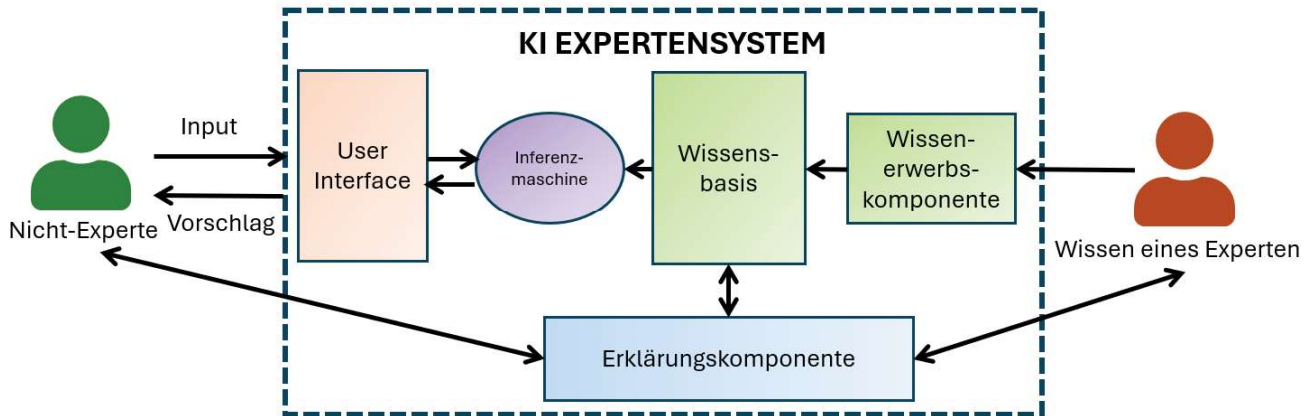 KI EXPERTENSYSTEM
Input
Vorschlag
Nicht-Experte
User
Interface
Inferenz-
maschine
Wissens-
basis
Wissen-
erwerbs-
komponente
Wissen eines Experten
Erklärungskomponente